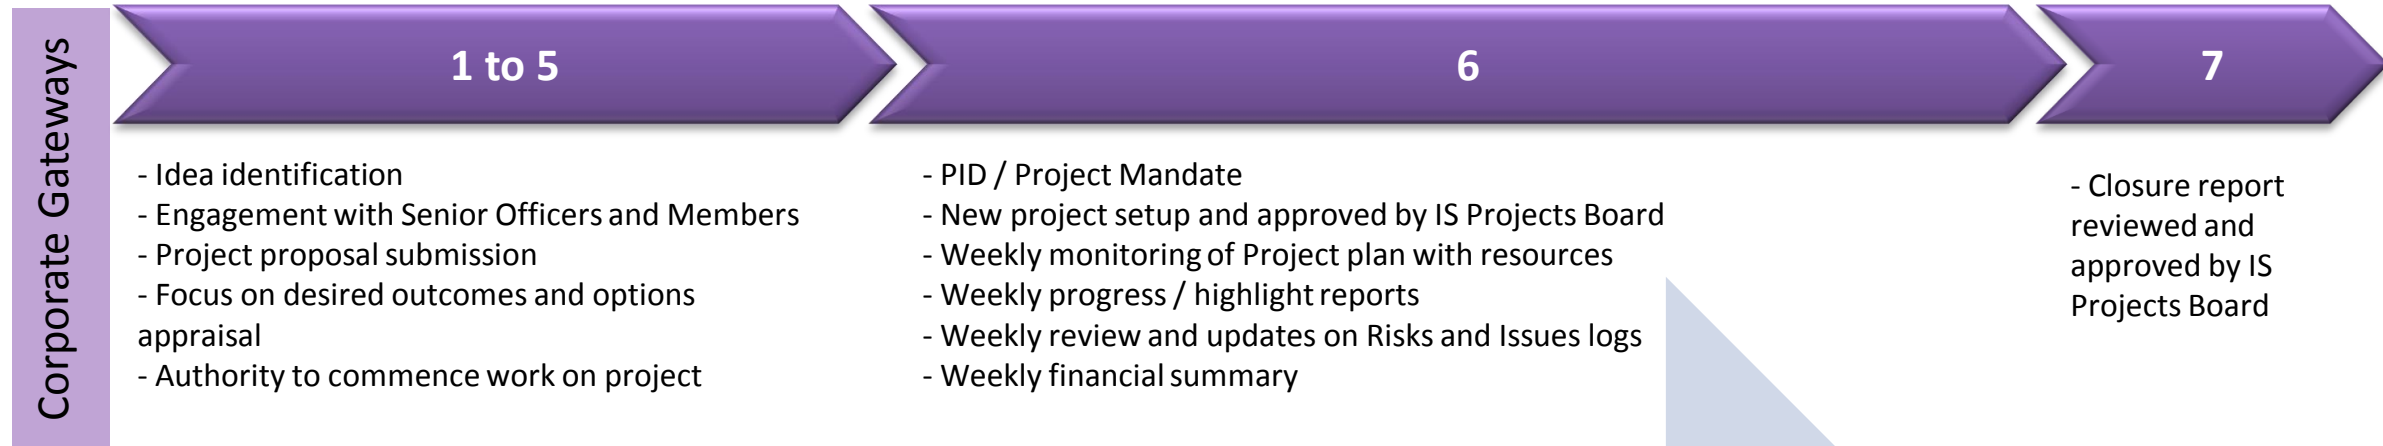 Corporate Gateways
1 to 5
6
7
- Idea identification
- Engagement with Senior Officers and Members
- Project proposal submission
- Focus on desired outcomes and options
appraisal
- Authority to commence work on project
- PID / Project Mandate
- New project setup and approved by IS Projects Board
- Weekly monitoring of Project plan with resources
- Weekly progress / highlight reports
- Weekly review and updates on Risks and Issues logs
- Weekly financial summary
- Closure report
reviewed and
approved by IS
Projects Board